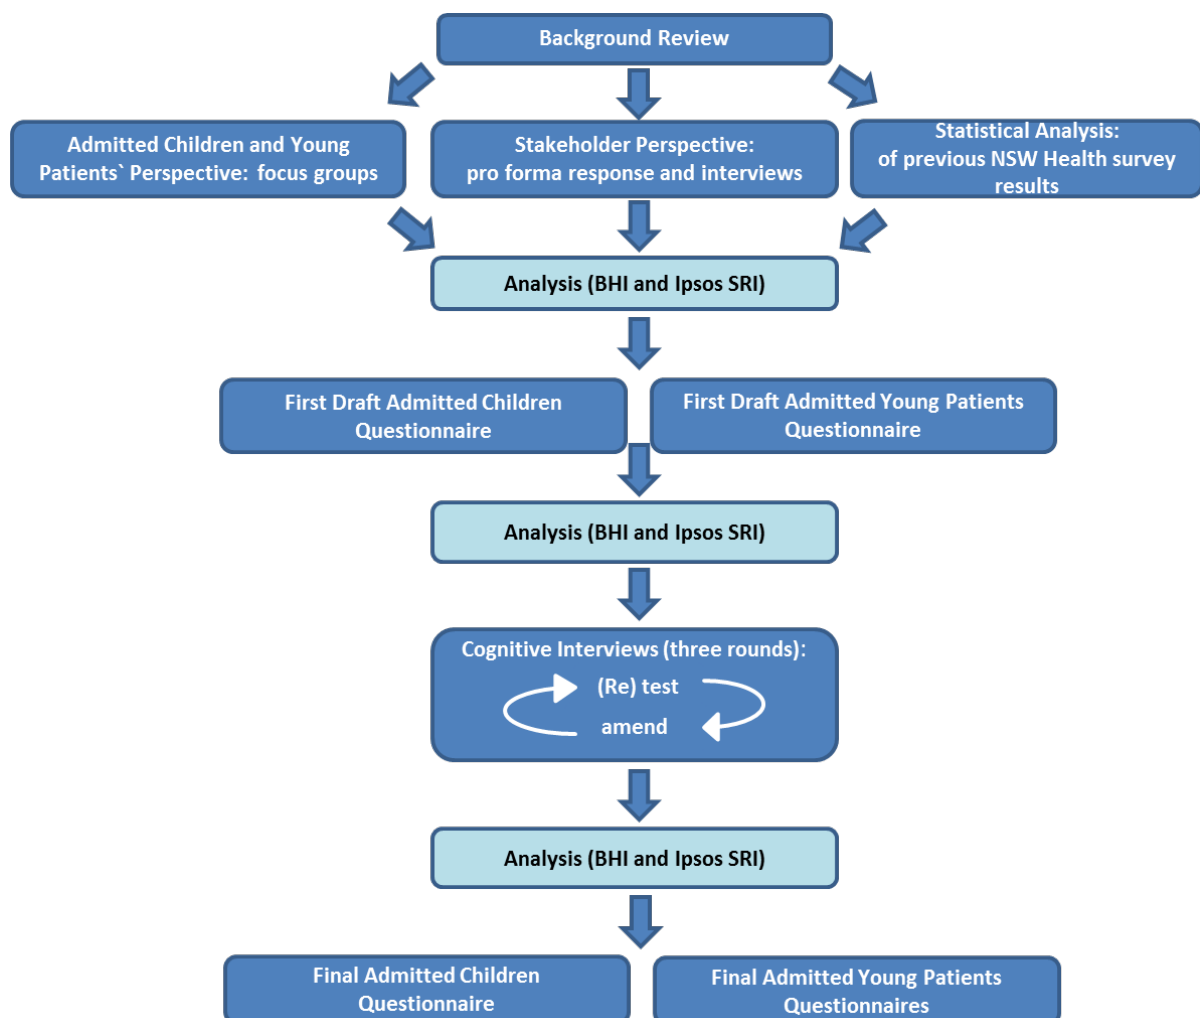 Background Review
Admitted Children and Young
Patients` Perspective: focus groups
Stakeholder Perspective:
pro forma response and interviews
Statistical Analysis:
of previous NSW Health survey
results
Analysis (BHI and Ipsos SRI)
First Draft Admitted Children
Questionnaire
First Draft Admitted Young Patients
Questionnaire
Analysis (BHI and Ipsos SRI)
Cognitive Interviews (three rounds):
(Re) test
amend
Analysis (BHI and Ipsos SRI)
Final Admitted Children
Questionnaire
Final Admitted Young Patients
Questionnaires